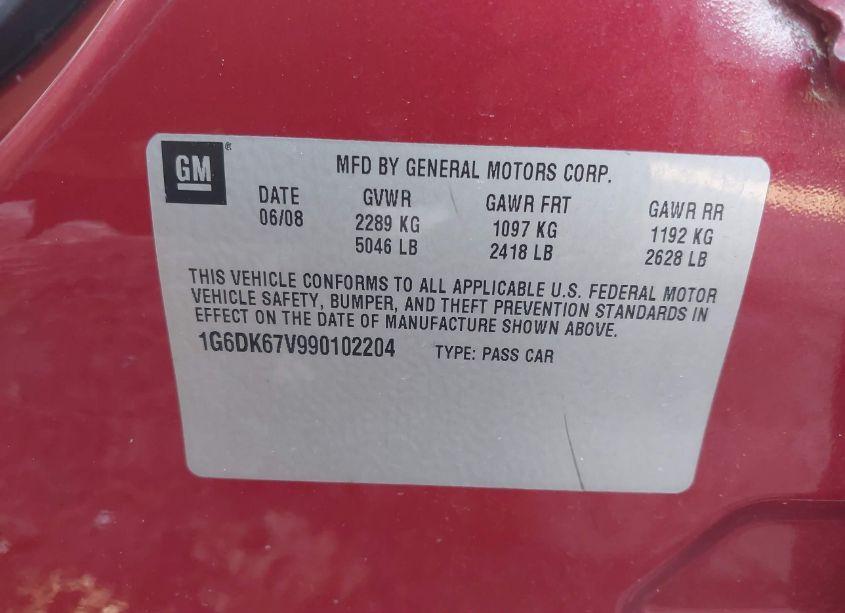 GM® MFD BY GENERAL MOTORS CORP.
DATE GVWR GAWR FRT GAWR RR
06/08 2289 KG 1097 KG 1192 KG
5046 LB 2418 LB 2628 LB
THIS VEHICLE CONFORMS TO ALL APPLICABLE U.S. FEDERAL MOTOR
VEHICLE SAFETY, BUMPER, AND THEFT PREVENTION STANDARDS IN
EFFECT ON THE DATE OF MANUFACTURE SHOWN ABOVE.
1G6DK67V990102204 TYPE: PASS CAR